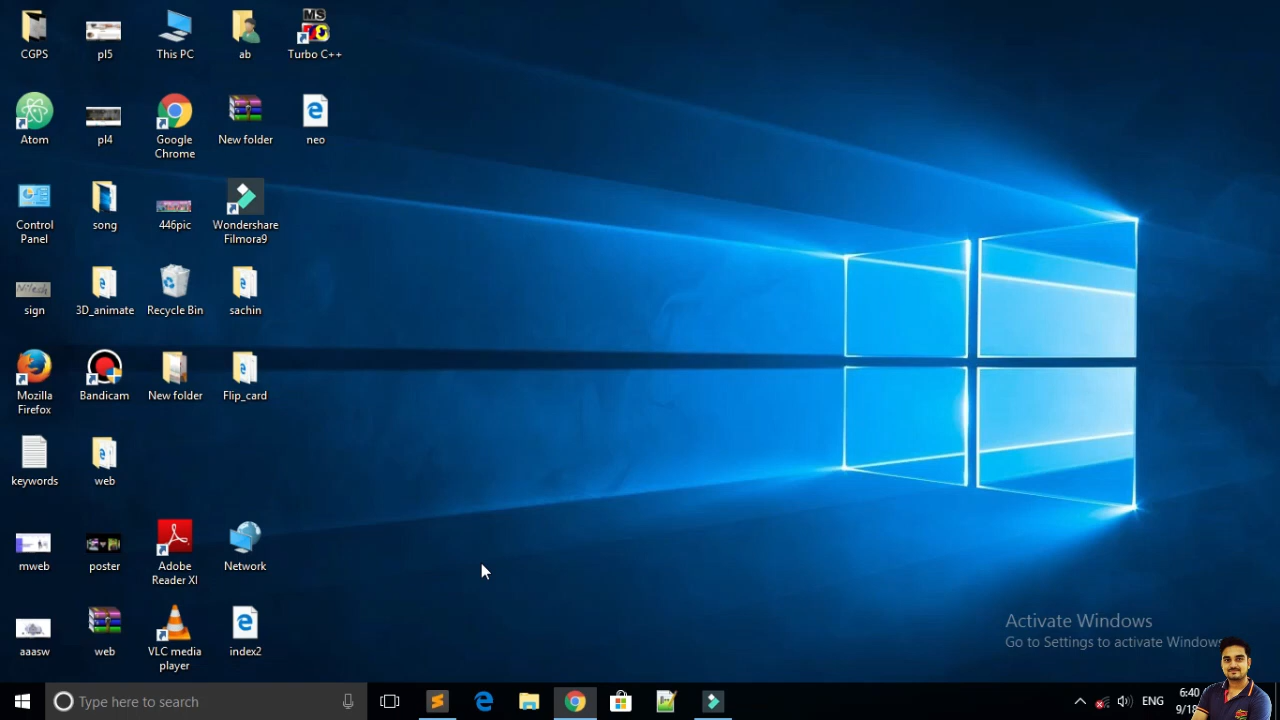 CGPS
pl5
This PC
ab
MS
Turbo C++
Atom
pl4
Google
Chrome
New folder
neo
Control
Panel
song
446pic
Wondershare
Filmora9
sign
3D_animate
Recycle Bin
sachin
Mozilla
Firefox
Bandicam
New folder
Flip_card
keywords
web
mweb
poster
Adobe
Reader XI
Network
aaasw
web
VLC media
player
index2
Activate Windows
Go to Settings to activate Windows
Type here to search
ENG
6:40
9/18